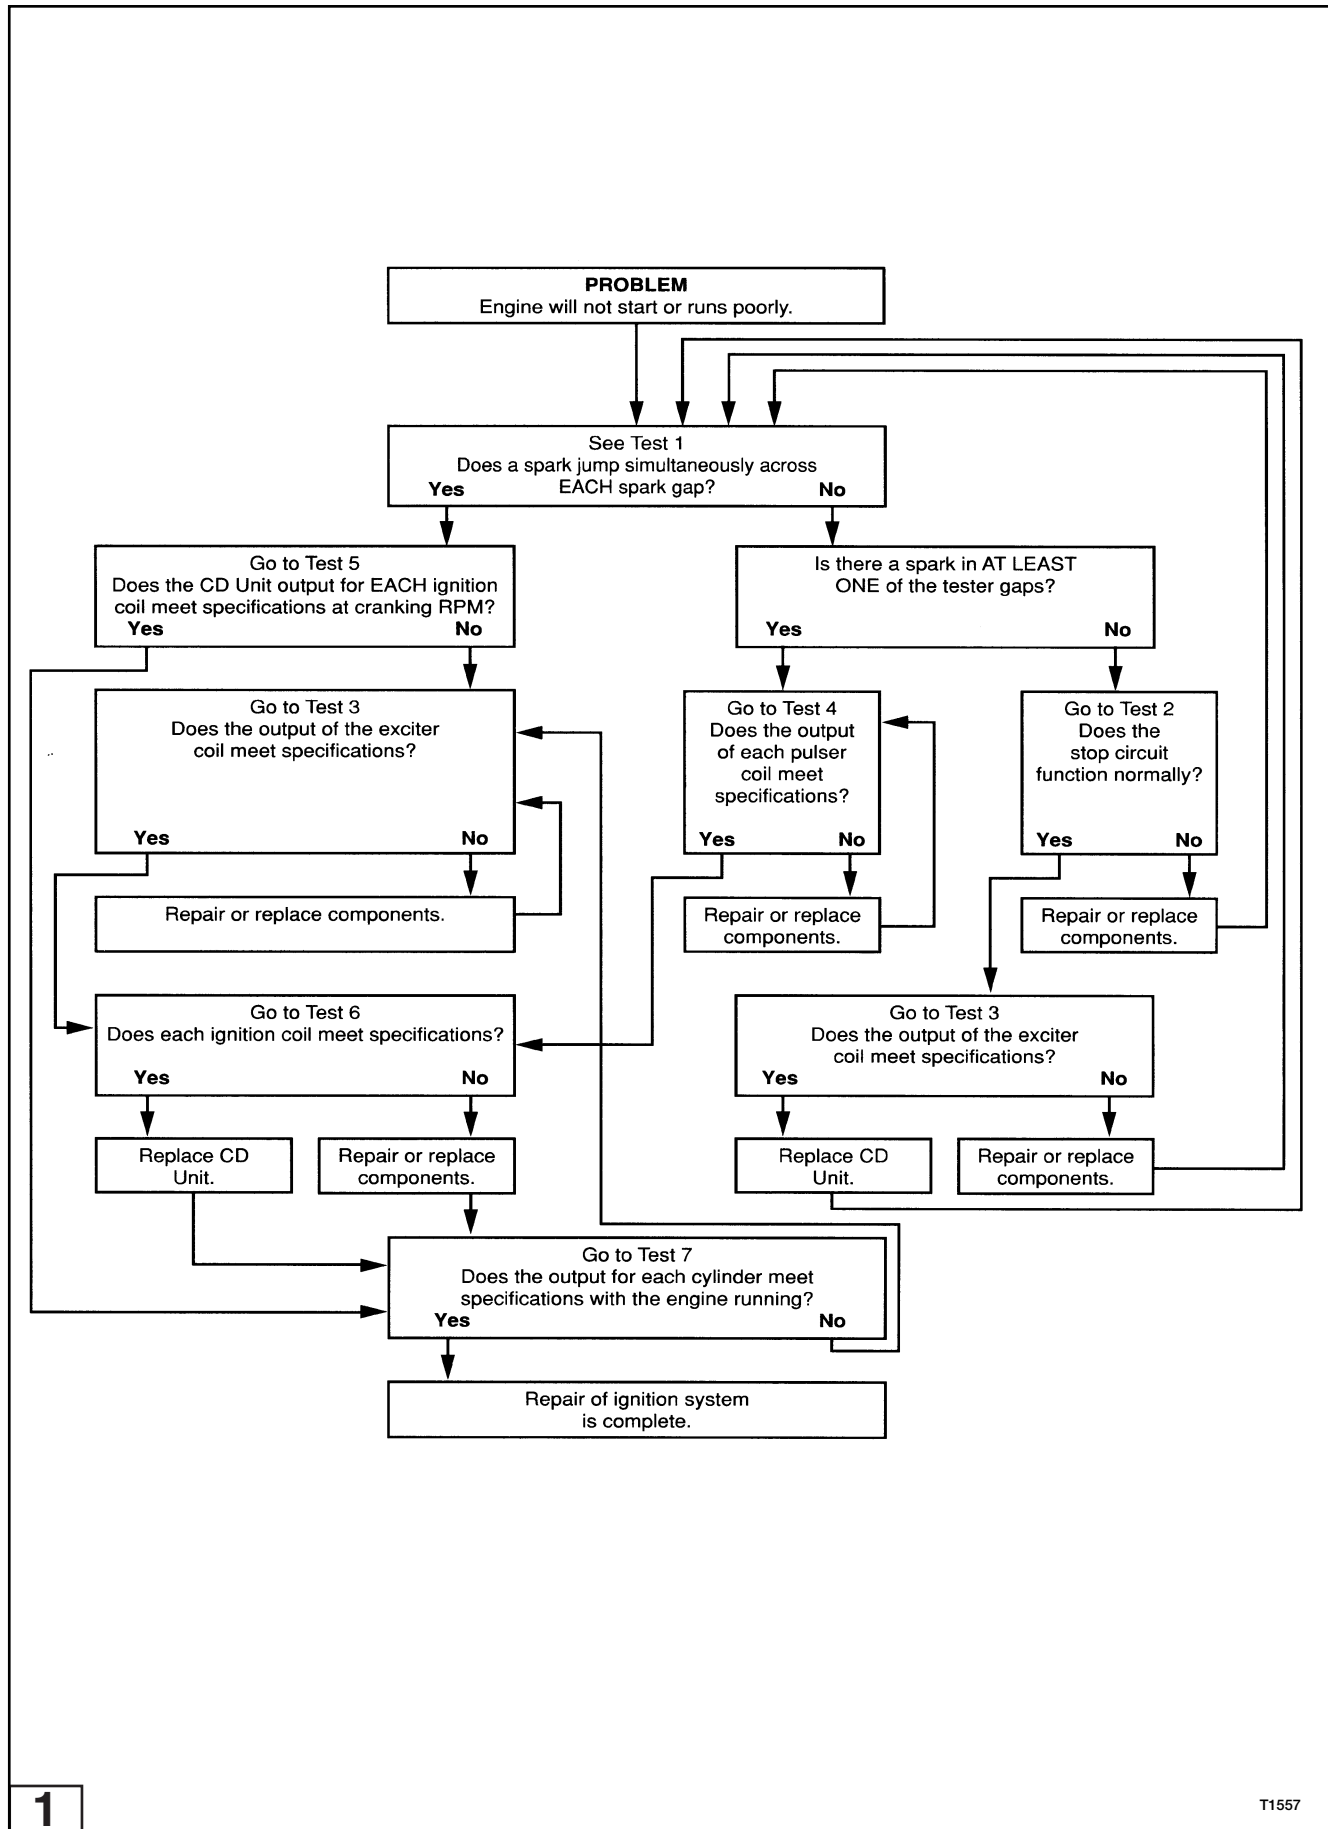 PROBLEM
Engine will not start or runs poorly.
See Test 1
Does a spark jump simultaneously across
EACH spark gap?
Yes
No
Go to Test 5
Does the CD Unit output for EACH ignition
coil meet specifications at cranking RPM?
Yes
No
Is there a spark in AT LEAST
ONE of the tester gaps?
Yes
No
Go to Test 3
Does the output of the exciter
coil meet specifications?
Yes
No
Go to Test 4
Does the output
of each pulser
coil meet
specifications?
Yes
No
Go to Test 2
Does the
stop circuit
function normally?
Yes
No
Repair or replace components.
Repair or replace
components.
Repair or replace
components.
Go to Test 6
Does each ignition coil meet specifications?
Yes
No
Go to Test 3
Does the output of the exciter
coil meet specifications?
Yes
No
Replace CD
Unit.
Repair or replace
components.
Replace CD
Unit.
Repair or replace
components.
Go to Test 7
Does the output for each cylinder meet
specifications with the engine running?
Yes
No
Repair of ignition system
is complete.
1
T1557